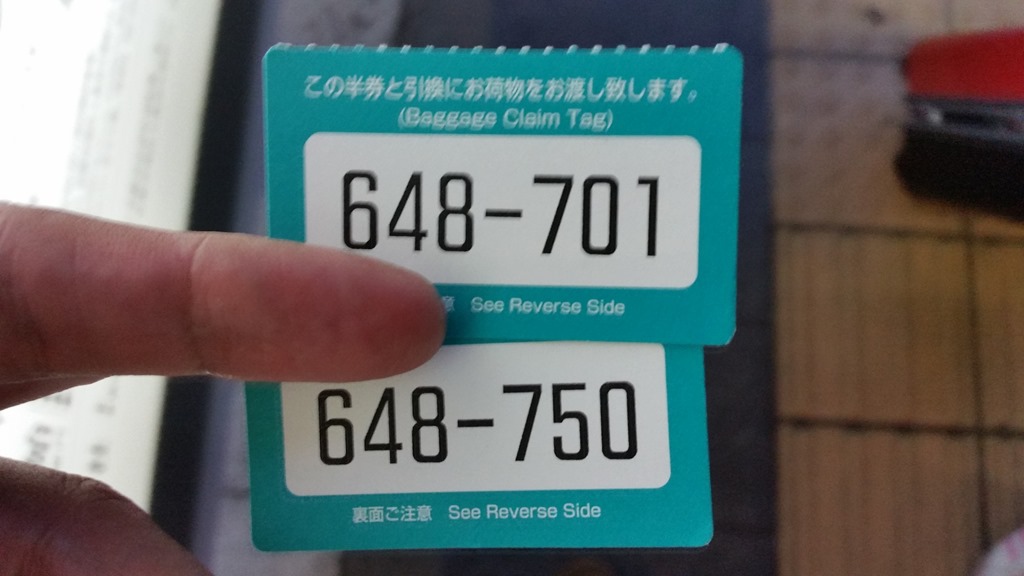 この半券と引換にお荷物をお渡し致します。
(Baggage Claim Tag)
648-701
意 See Reverse Side
648-750
裏面ご注意 See Reverse Side